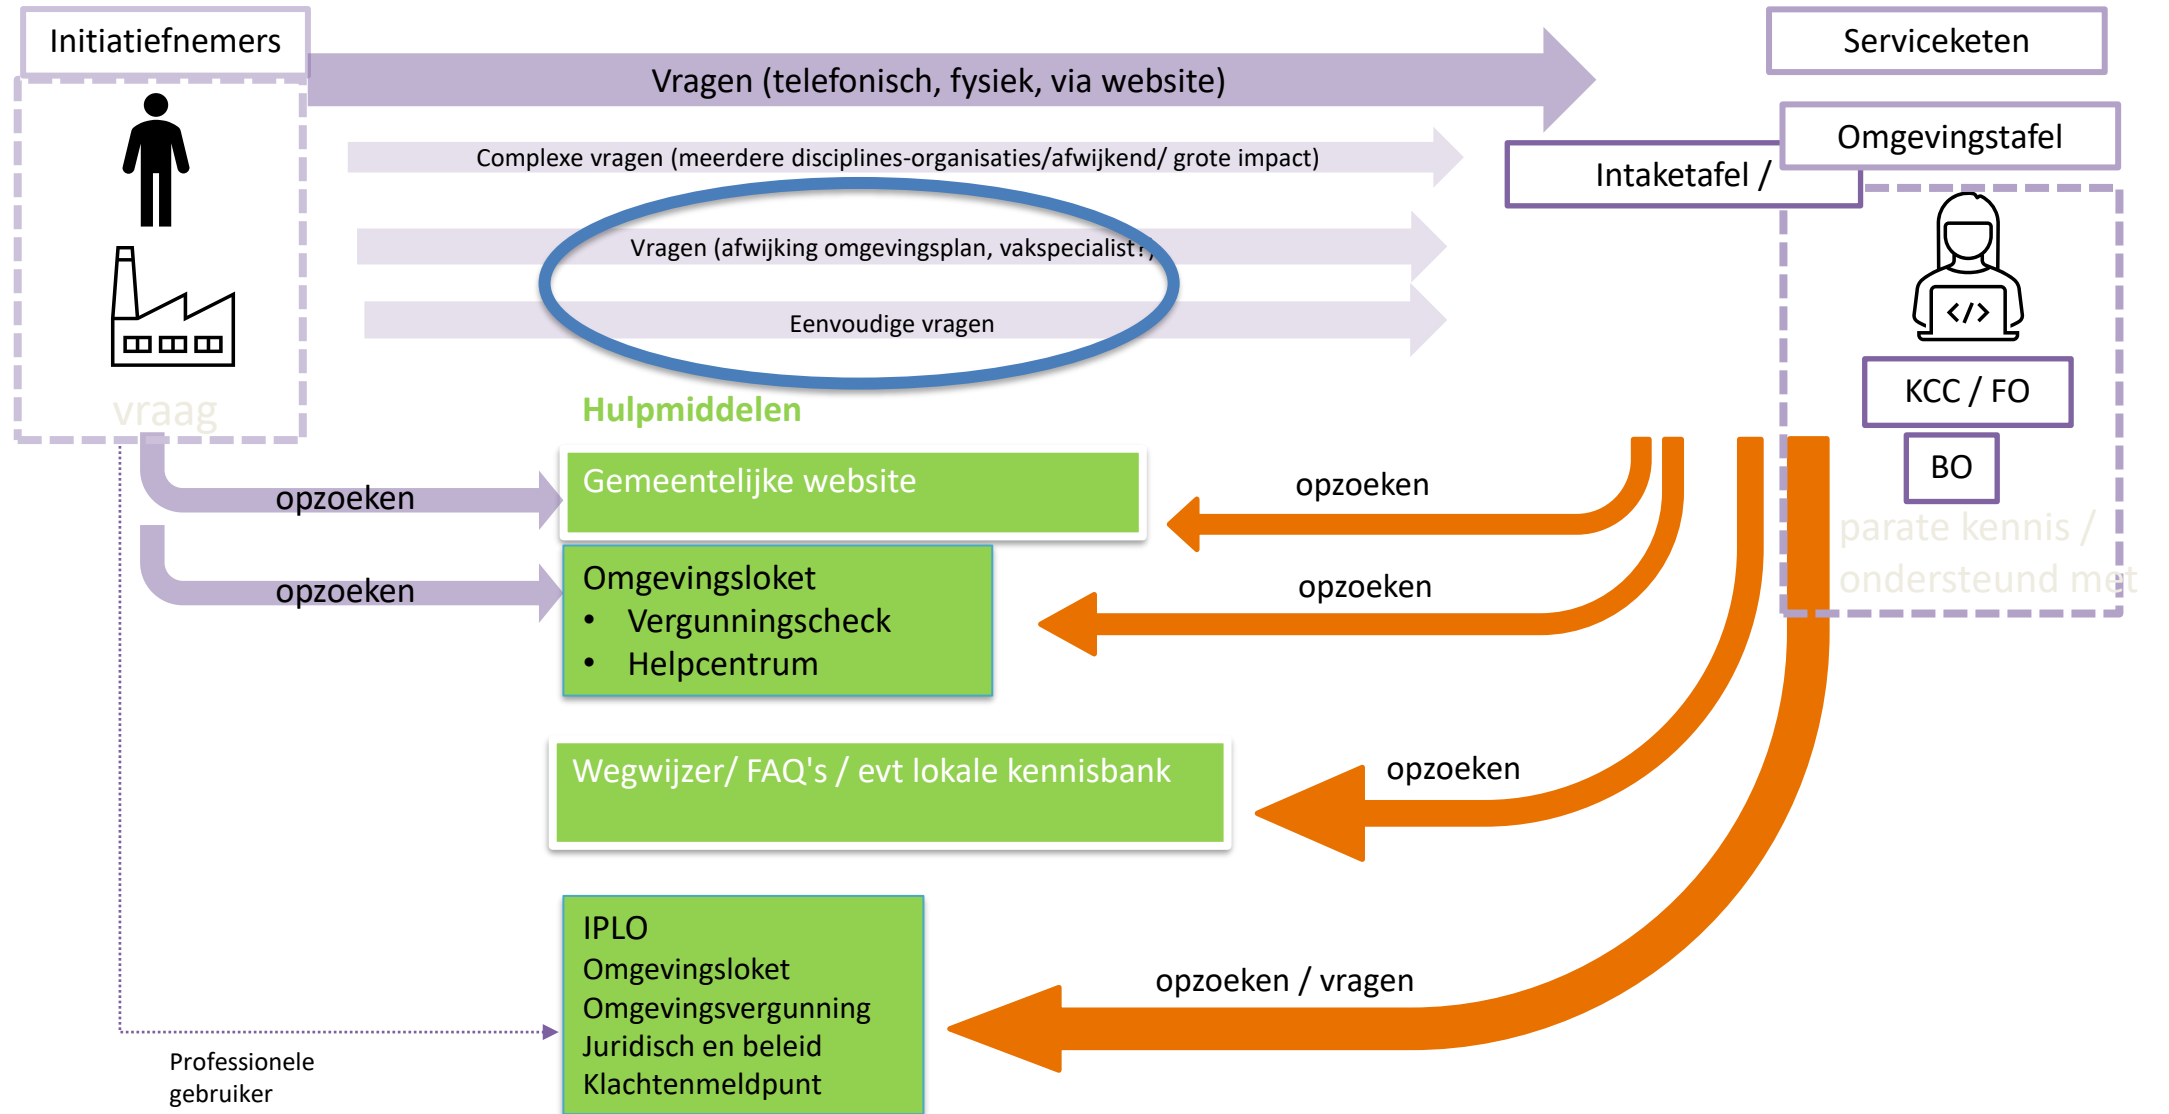 Initiatiefnemers
Serviceketen
Vragen (telefonisch, fysiek, via website)
Omgevingstafel
Complexe vragen (meerdere disciplines-organisaties/afwijkend/ grote impact)
Intaketafel /
Vragen (afwijking omgevingsplan, vakspecialist?)
Eenvoudige vragen
</>
KCC / FO
vraag
Hulpmiddelen
BO
Gemeentelijke website
opzoeken
opzoeken
parate kennis /
ondersteund met
Omgevingsloket
• Vergunningscheck
• Helpcentrum
opzoeken
opzoeken
Wegwijzer/ FAQ's / evt lokale kennisbank
opzoeken
IPLO
Omgevingsloket
Omgevingsvergunning
Juridisch en beleid
Klachtenmeldpunt
opzoeken / vragen
Professionele
gebruiker